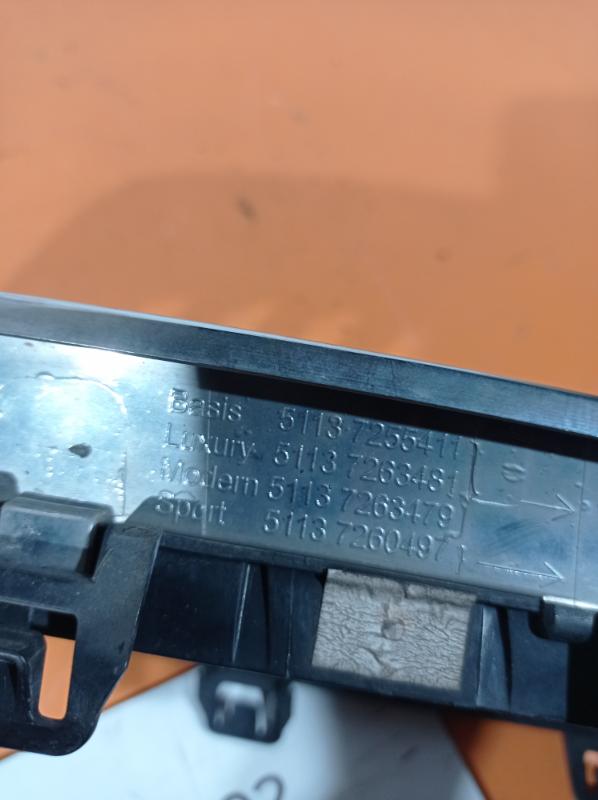 Basis 5113 7255411
Luxury 5113 7263481
Modern 5113 7263479
Sport 5113 7260497